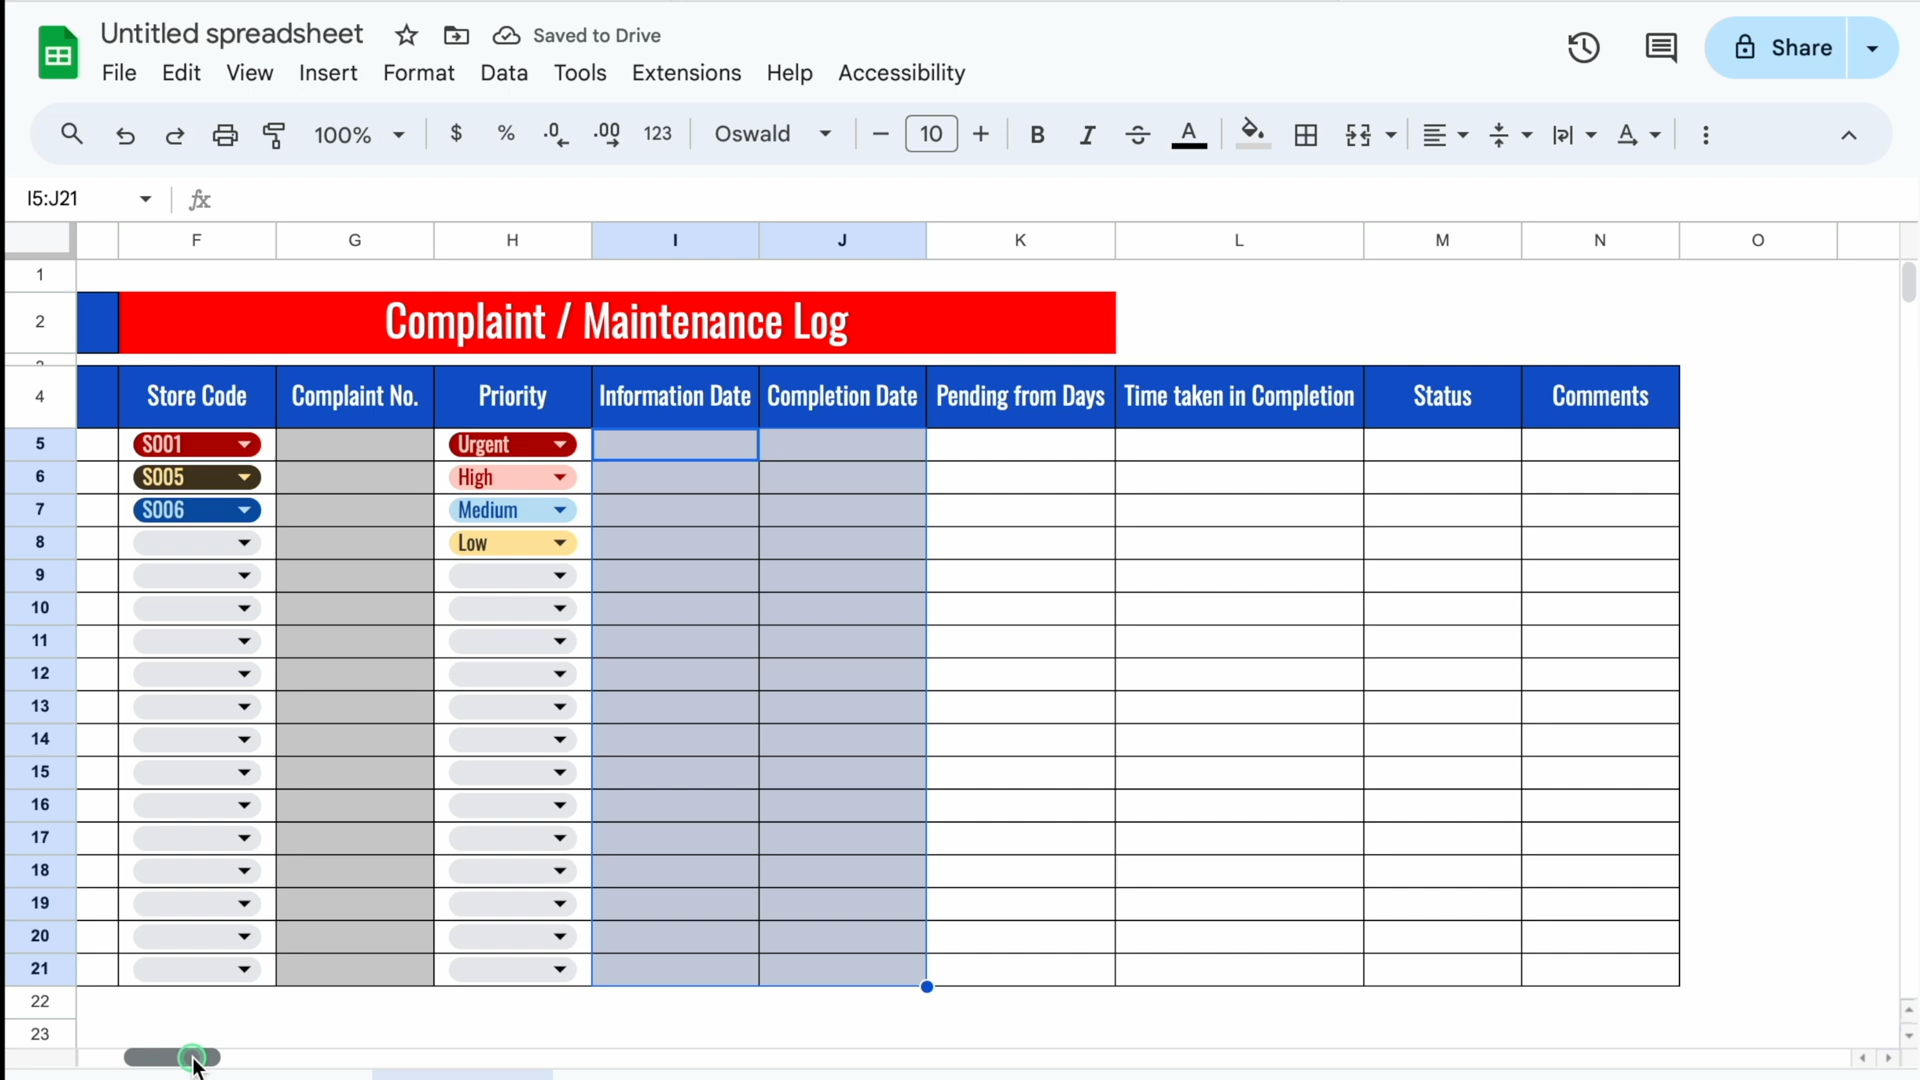 Untitled spreadsheet Saved to Drive
File Edit View Insert Format Data Tools Extensions Help Accessibility
Share
100% $ % .0 .00 123 Oswald 10 B I A A
I5:J21 fx
F G H I J K L M N O
1
2 Complaint / Maintenance Log
4 Store Code Complaint No. Priority Information Date Completion Date Pending from Days Time taken in Completion Status Comments
5 S001 Urgent
6 S005 High
7 S006 Medium
8 Low
9
10
11
12
13
14
15
16
17
18
19
20
21
22
23